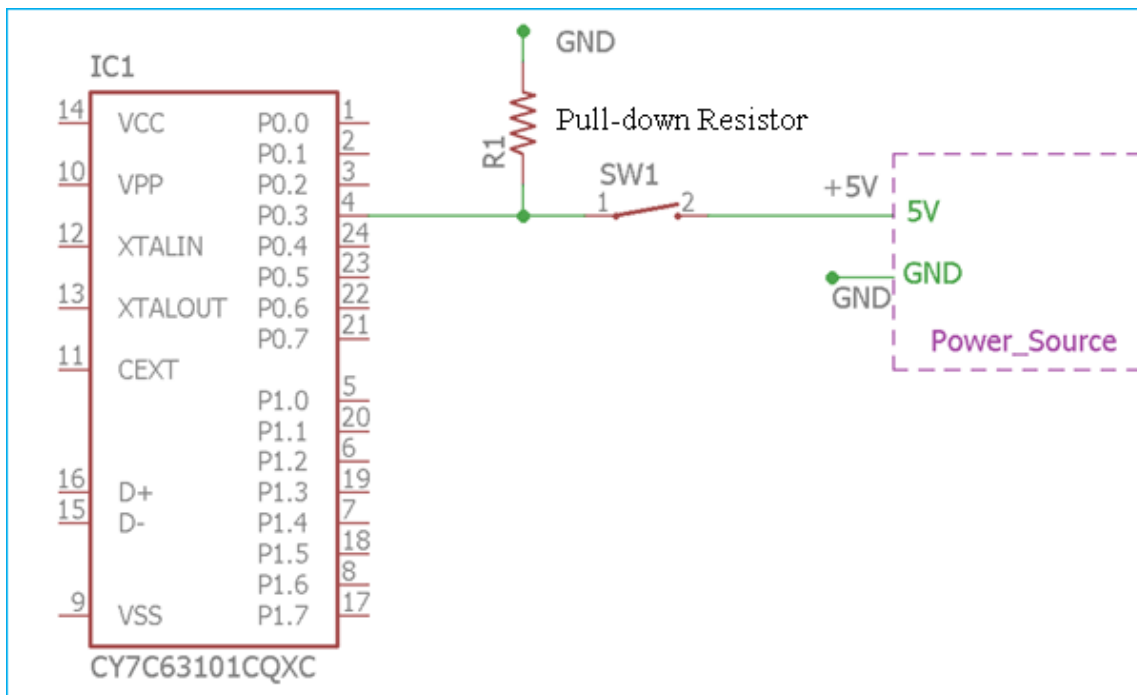 GND
IC1
Pull-down Resistor
R1
SW1
1 2
+5V
5V
GND
GND
Power_Source
14 VCC P0.0 1
P0.1 2
10 VPP P0.2 3
P0.3 4
12 XTALIN P0.4 24
P0.5 23
13 XTALOUT P0.6 22
P0.7 21
11 CEXT
P1.0 5
P1.1 20
P1.2 6
16 D+ P1.3 19
15 D- P1.4 7
P1.5 18
P1.6 8
9 VSS P1.7 17
CY7C63101CQXC